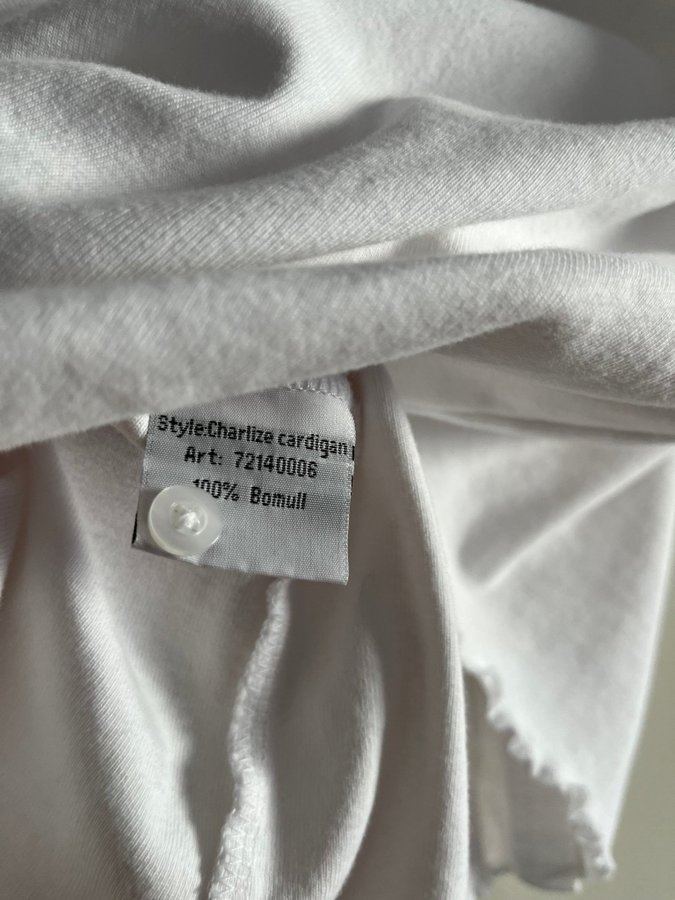 Style:Charlize cardigan
Art: 72140006
100% Bomull